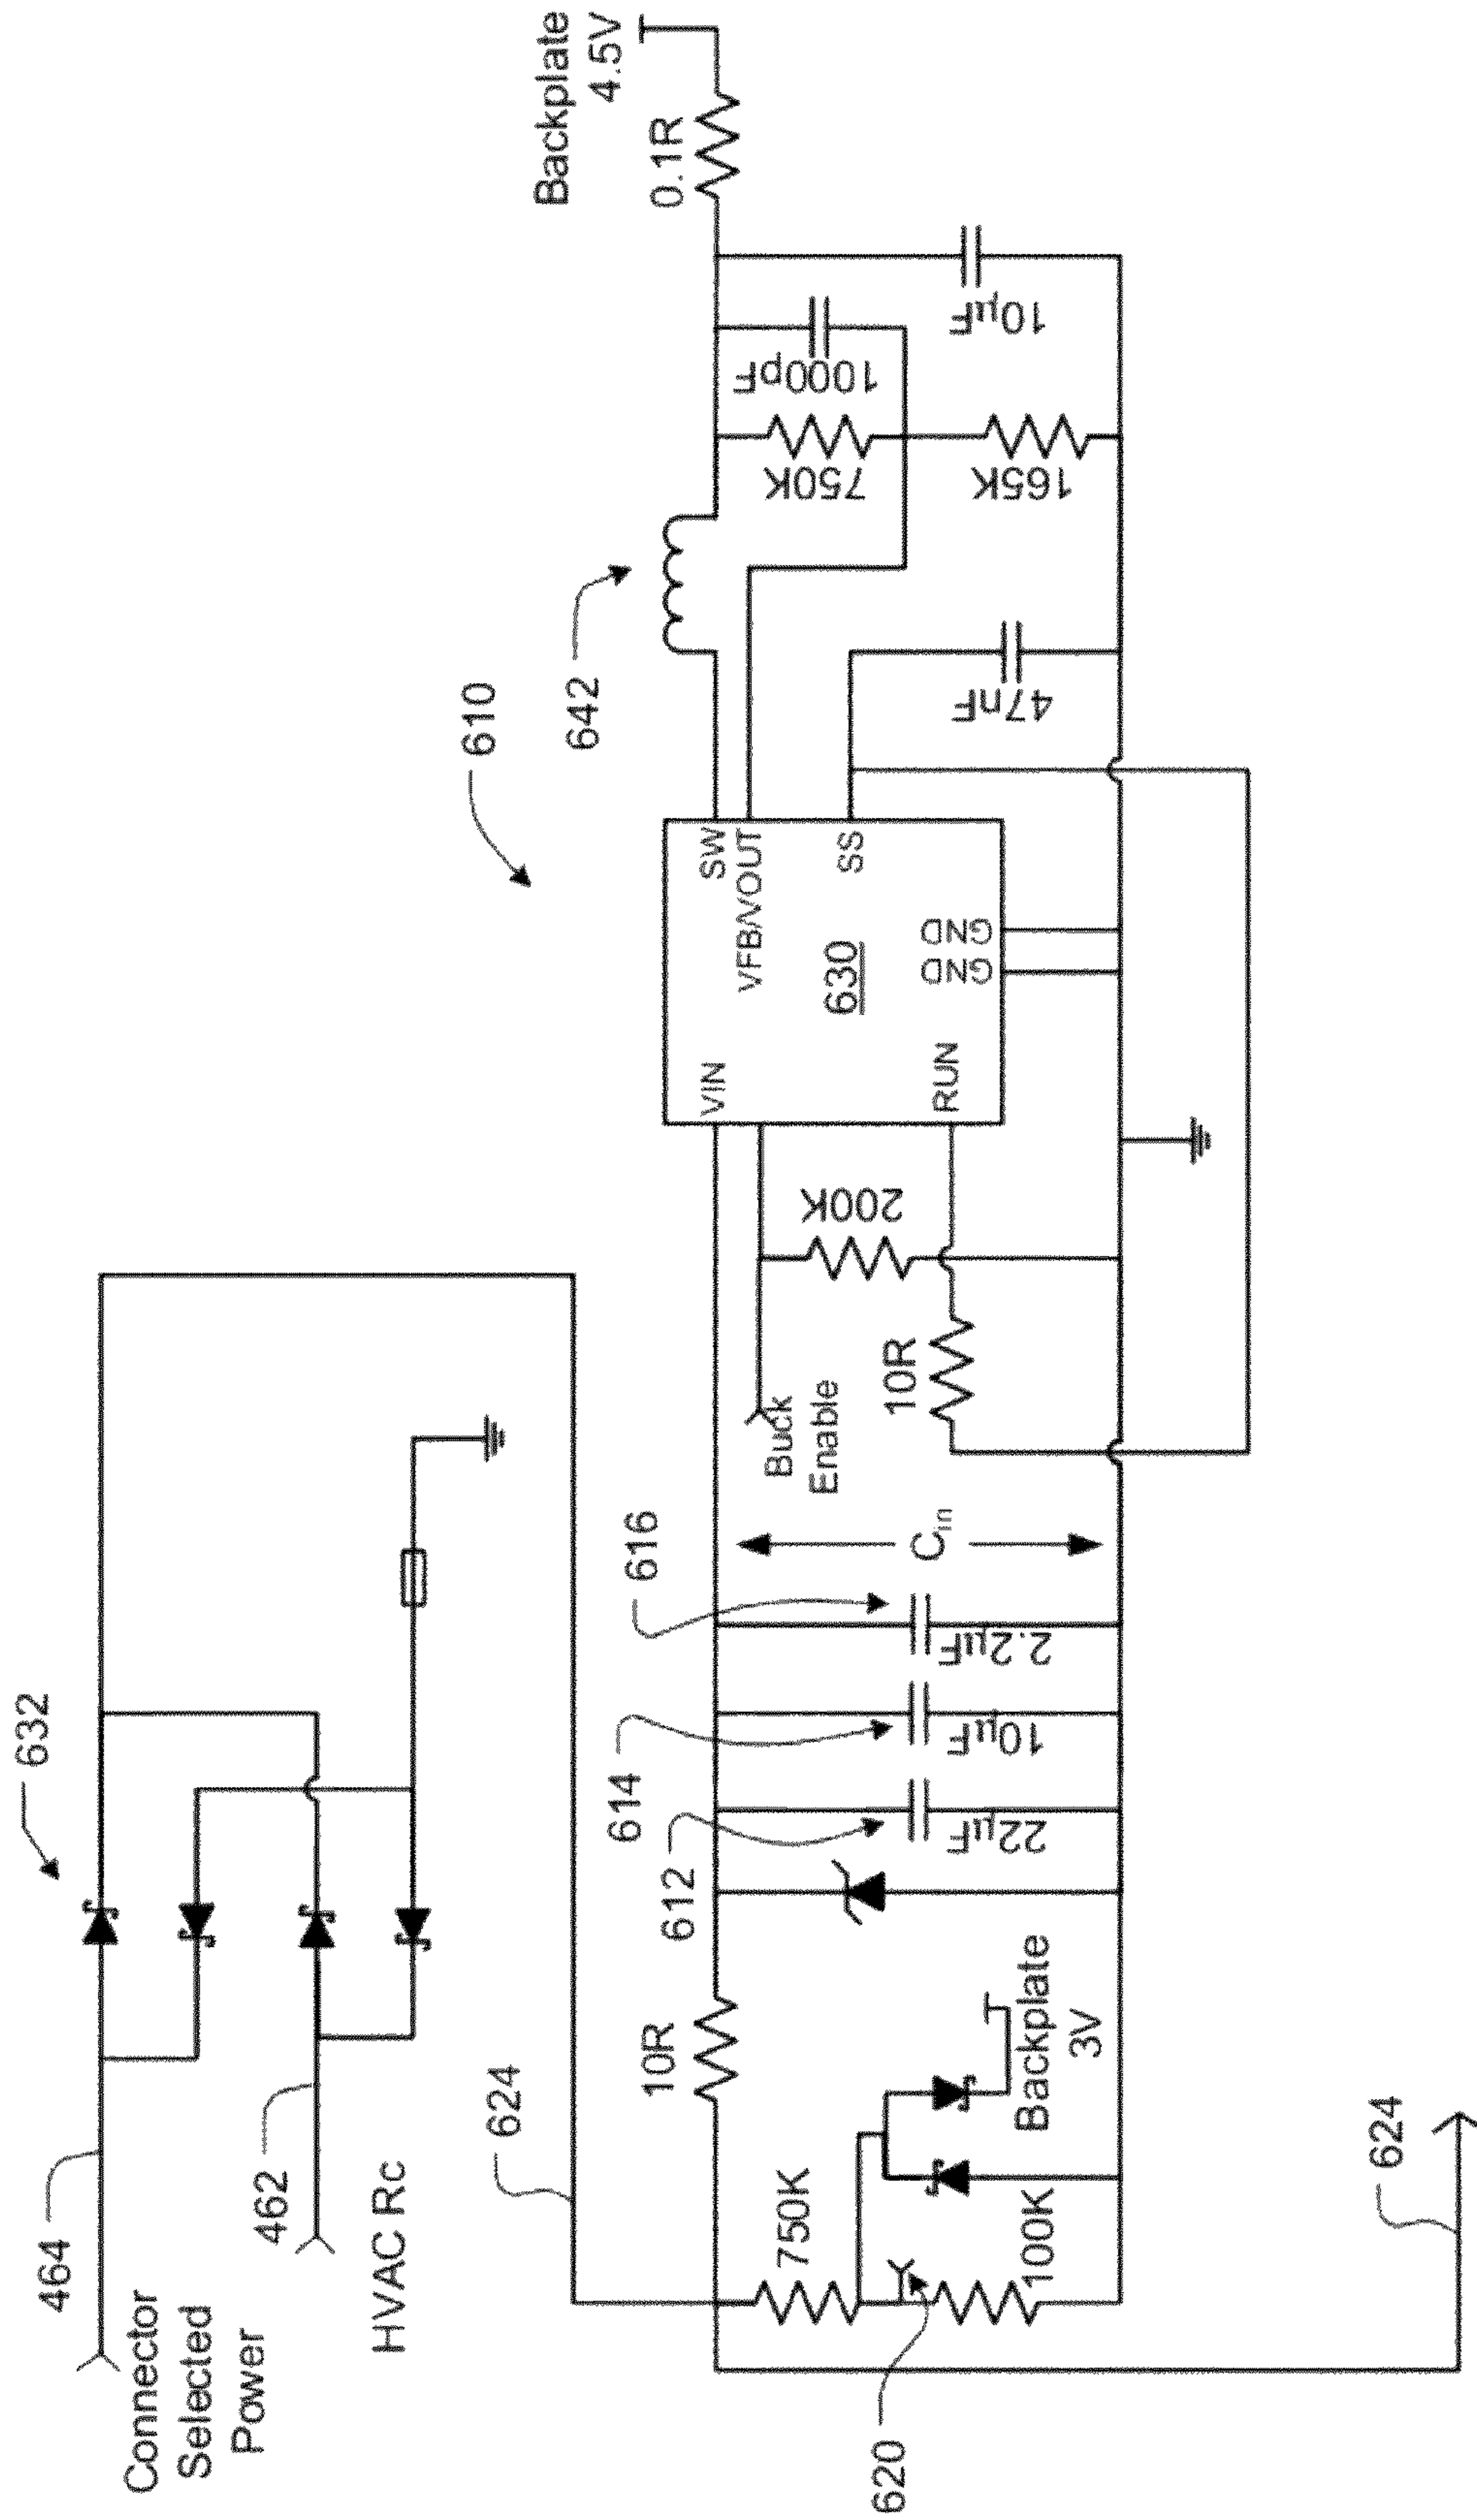 464
Connector
Selected
Power
462
HVAC Rc
632
624
610
642
Backplate
4.5V
0.1R
10R
612
614
616
22µF
10µF
2.2µF
Cin
Buck
Enable
200K
10R
VIN
RUN
630
SW
VFB/VOUT
SS
GND
GND
47nF
750K
1000pF
165K
10µF
750K
620
100K
Backplate
3V
624